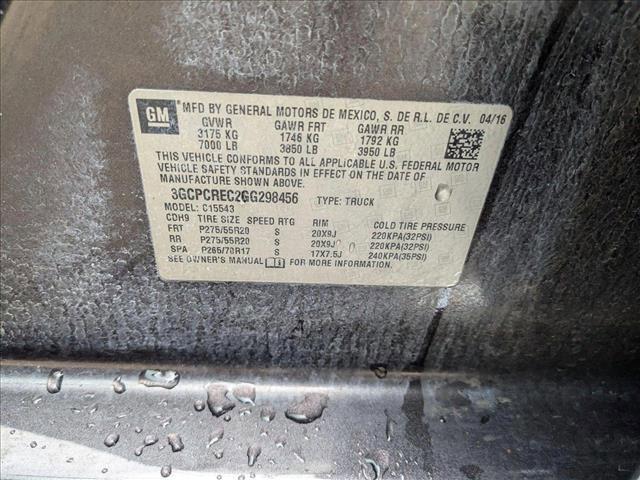 GM
MFD BY GENERAL MOTORS DE MEXICO, S. DE R.L. DE C.V. 04/16
GVWR GAWR FRT GAWR RR
3175 KG 1746 KG 1792 KG
7000 LB 3850 LB 3950 LB
THIS VEHICLE CONFORMS TO ALL APPLICABLE U.S. FEDERAL MOTOR
VEHICLE SAFETY STANDARDS IN EFFECT ON THE DATE OF
MANUFACTURE SHOWN ABOVE.
3GCPCREC2GG298456 TYPE: TRUCK
MODEL: C15543
CDH9 TIRE SIZE SPEED RTG RIM COLD TIRE PRESSURE
FRT P275/55R20 S 20X9J 220KPA(32PSI)
RR P275/55R20 S 20X9J 220KPA(32PSI)
SPA P265/70R17 S 17X7.5J 240KPA(35PSI)
SEE OWNER'S MANUAL FOR MORE INFORMATION.